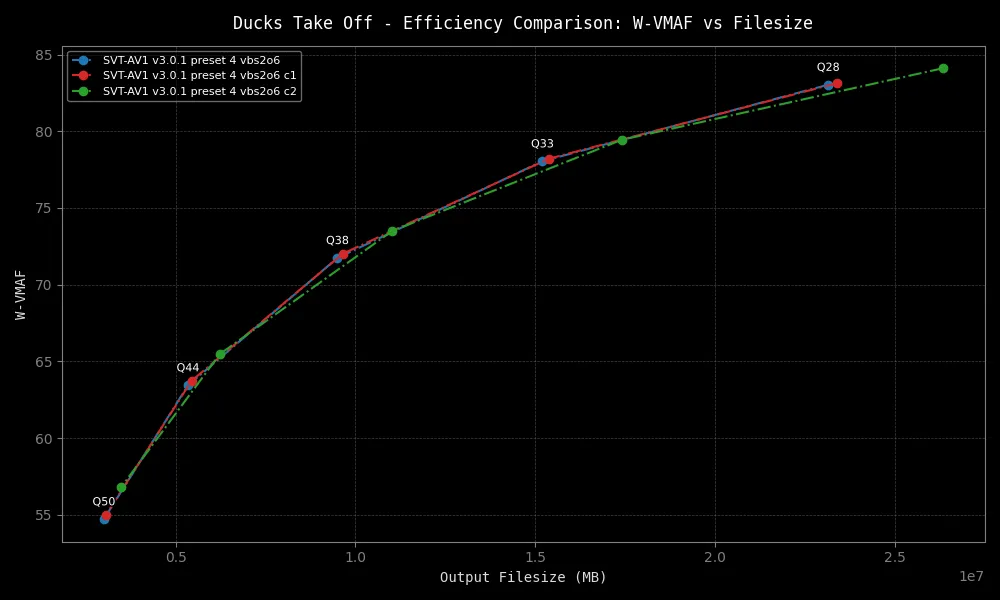 Ducks Take Off - Efficiency Comparison: W-VMAF vs Filesize
SVT-AV1 v3.0.1 preset 4 vbs2o6
SVT-AV1 v3.0.1 preset 4 vbs2o6 c1
SVT-AV1 v3.0.1 preset 4 vbs2o6 c2
85
80
75
70
65
60
55
W-VMAF
Q28
Q33
Q38
Q44
Q50
0.5 1.0 1.5 2.0 2.5
1e7
Output Filesize (MB)